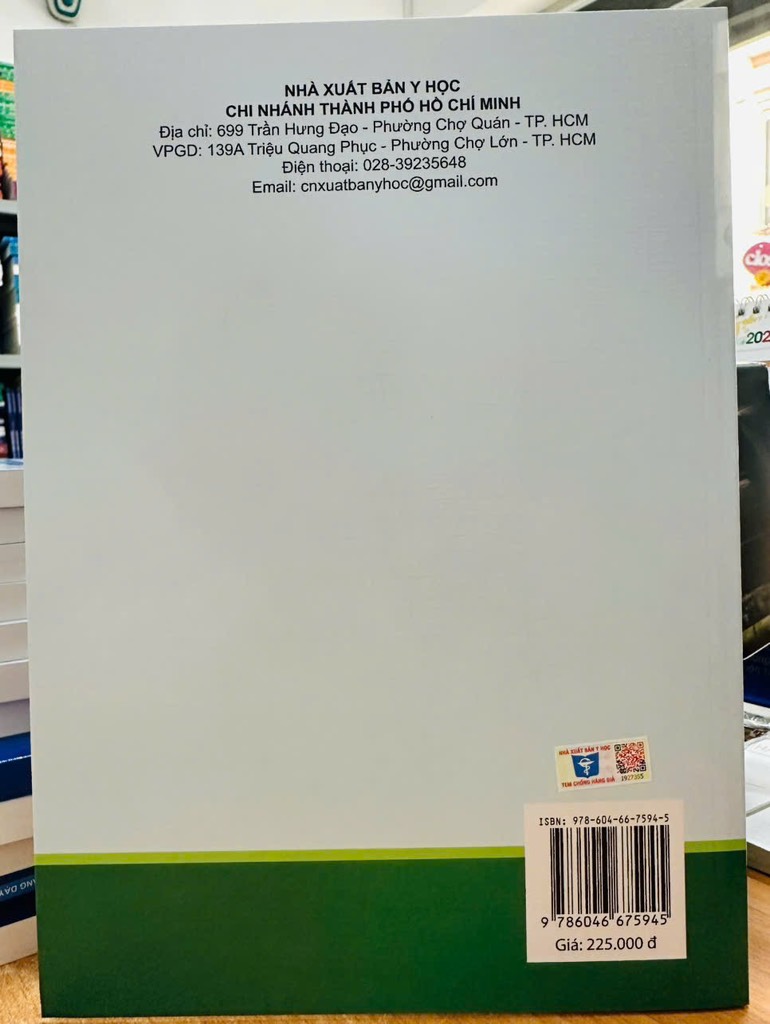 NHÀ XUẤT BẢN Y HỌC
CHI NHÁNH THÀNH PHỐ HỒ CHÍ MINH
Địa chỉ: 699 Trần Hưng Đạo - Phường Chợ Quán - TP. HCM
VPGD: 139A Triệu Quang Phục - Phường Chợ Lớn - TP. HCM
Điện thoại: 028-39235648
Email: cnxuatbanyhoc@gmail.com
NHÀ XUẤT BẢN Y HỌC
TEM CHỐNG HÀNG GIẢ
1927355
ISBN: 978-604-66-7594-5
9 786046 675945
Giá: 225.000 đ